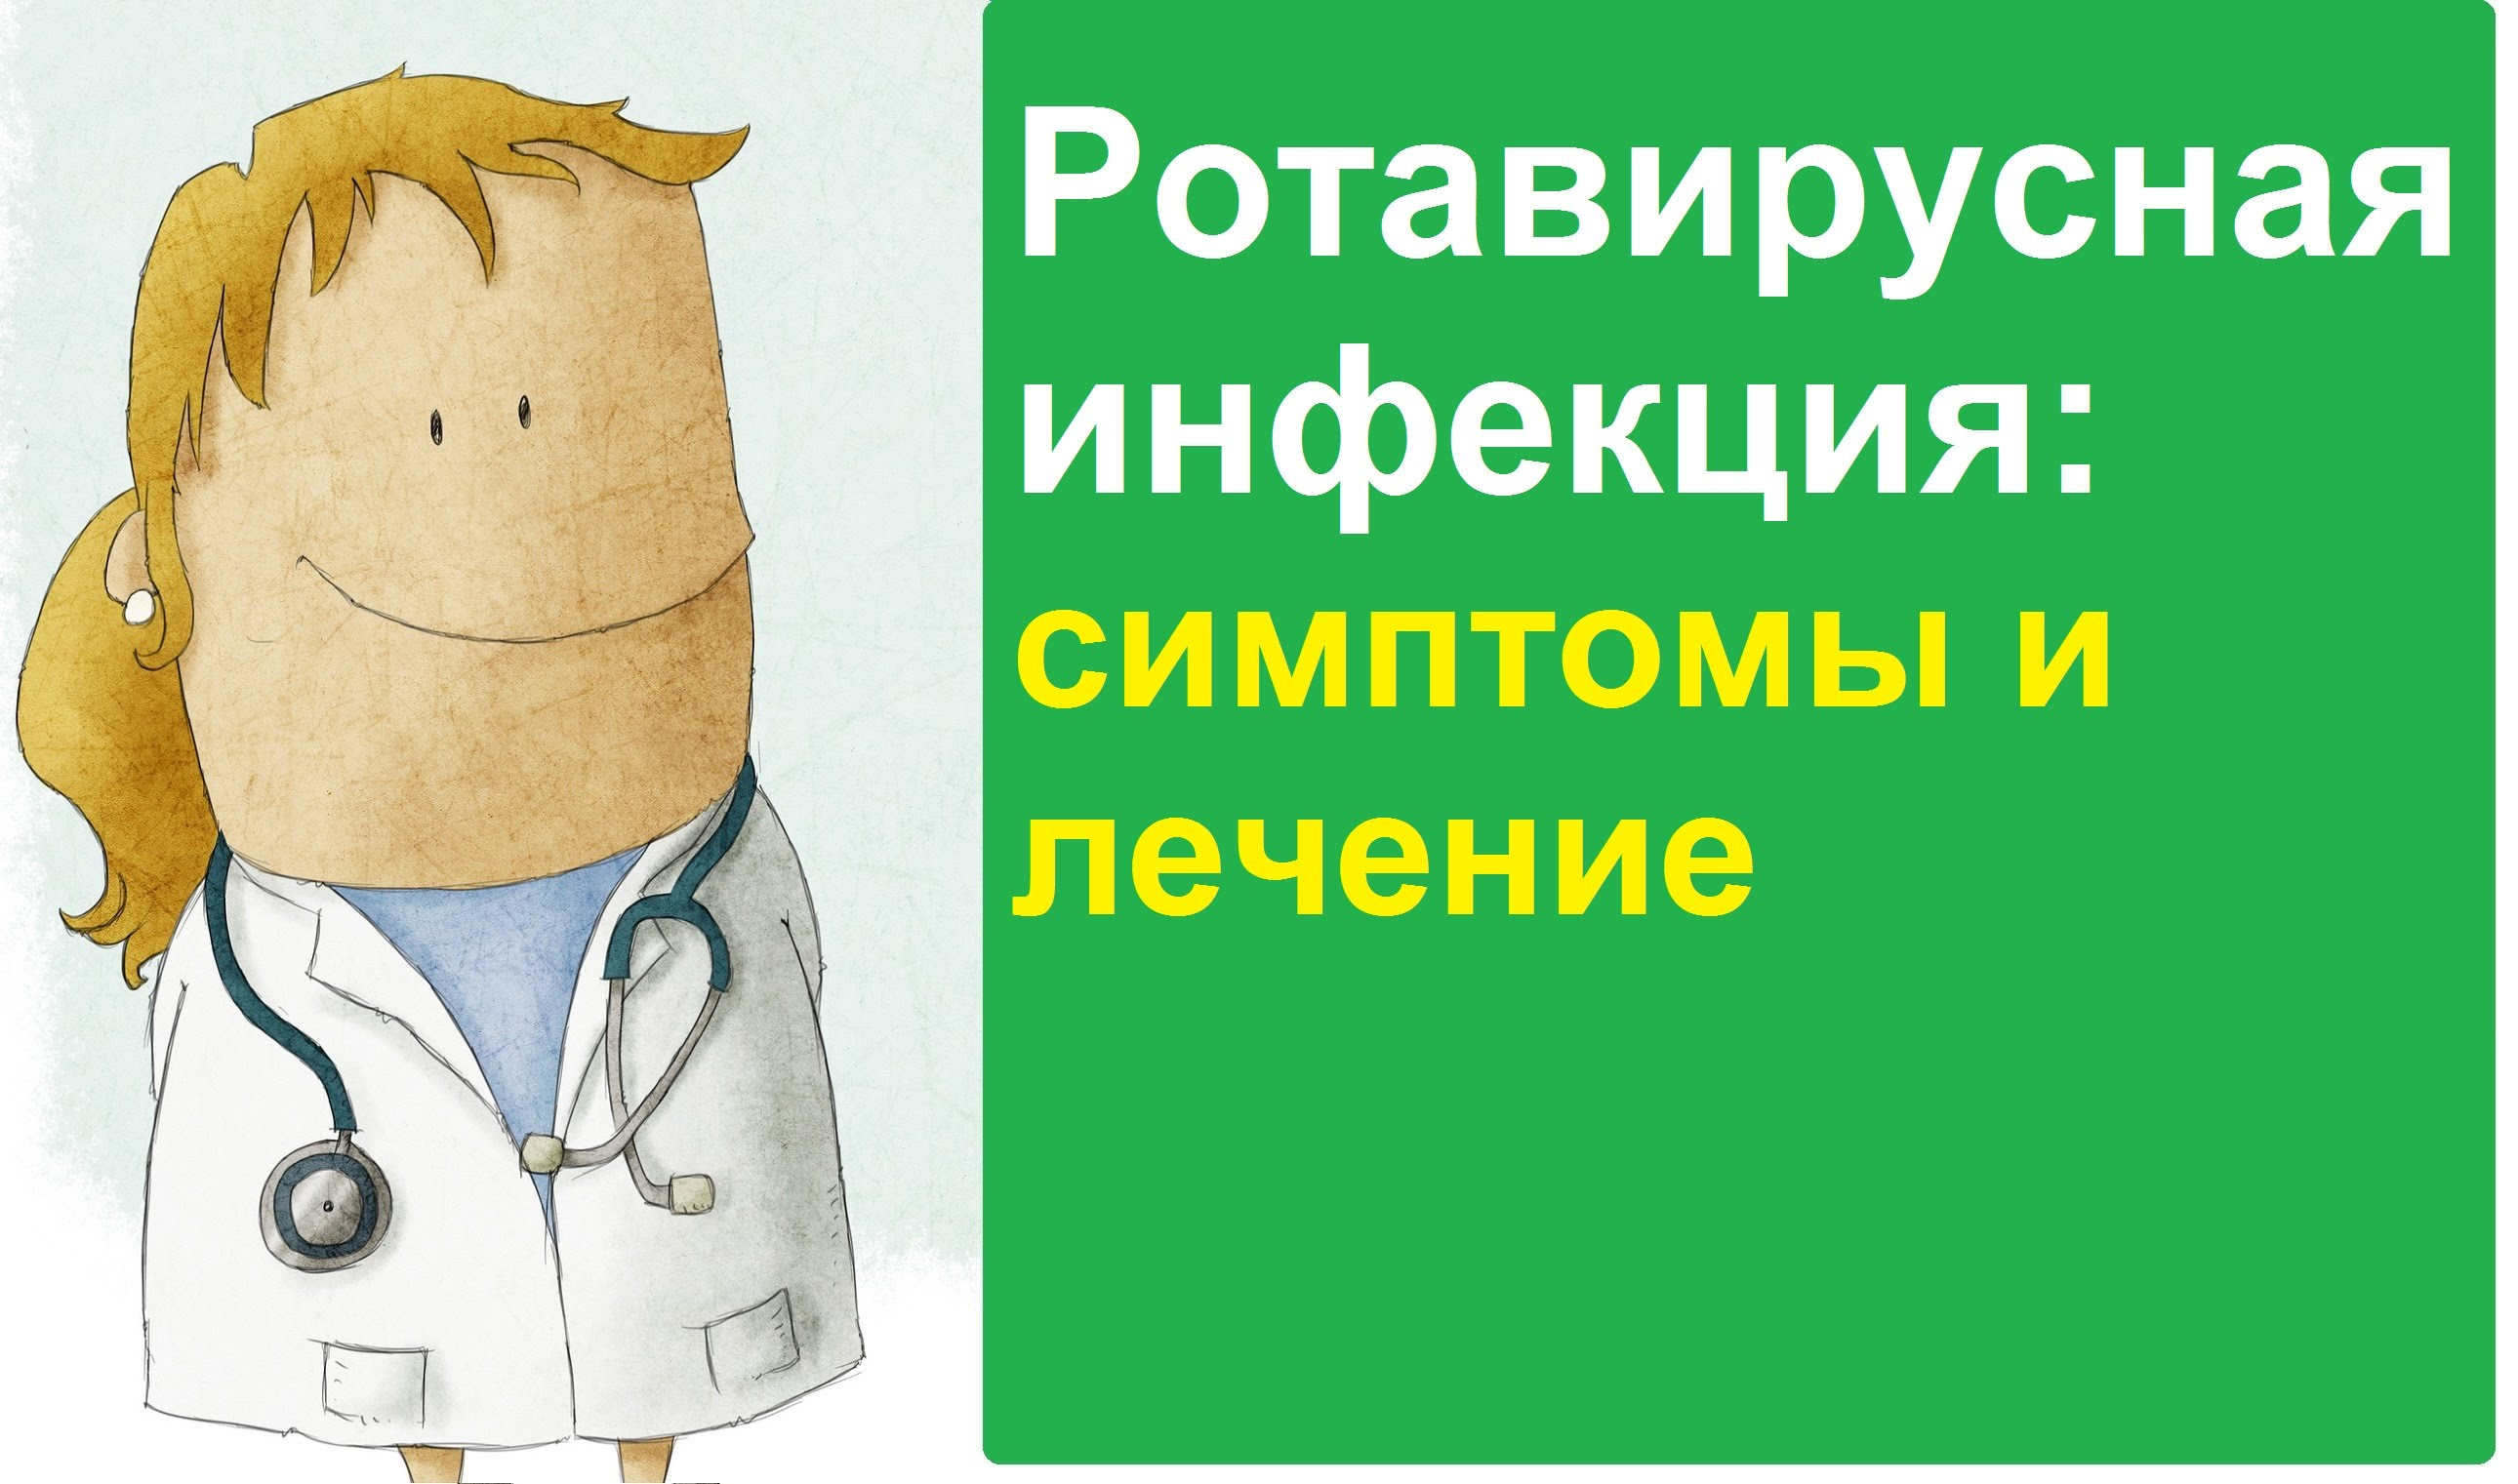 Ротавирусная
инфекция:
симптомы и
лечение